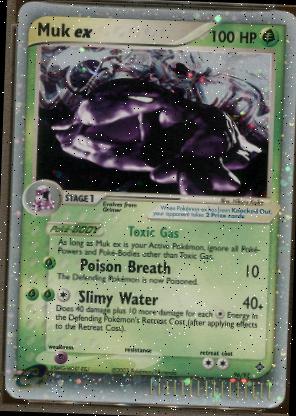 Muk ex 100 HP
STAGE 1
Evolves from Grimer
When Pokémon-ex has been Knocked Out, your opponent takes 2 Prize cards.
Poké-BODY Toxic Gas
As long as Muk ex is your Active Pokémon, ignore all Poké-
Powers and Poké-Bodies other than Toxic Gas.
Poison Breath 10
The Defending Pokémon is now Poisoned.
Slimy Water 40+
Does 40 damage plus 10 more damage for each Energy in
the Defending Pokémon's Retreat Cost (after applying effects
to the Retreat Cost).
weakness resistance retreat cost